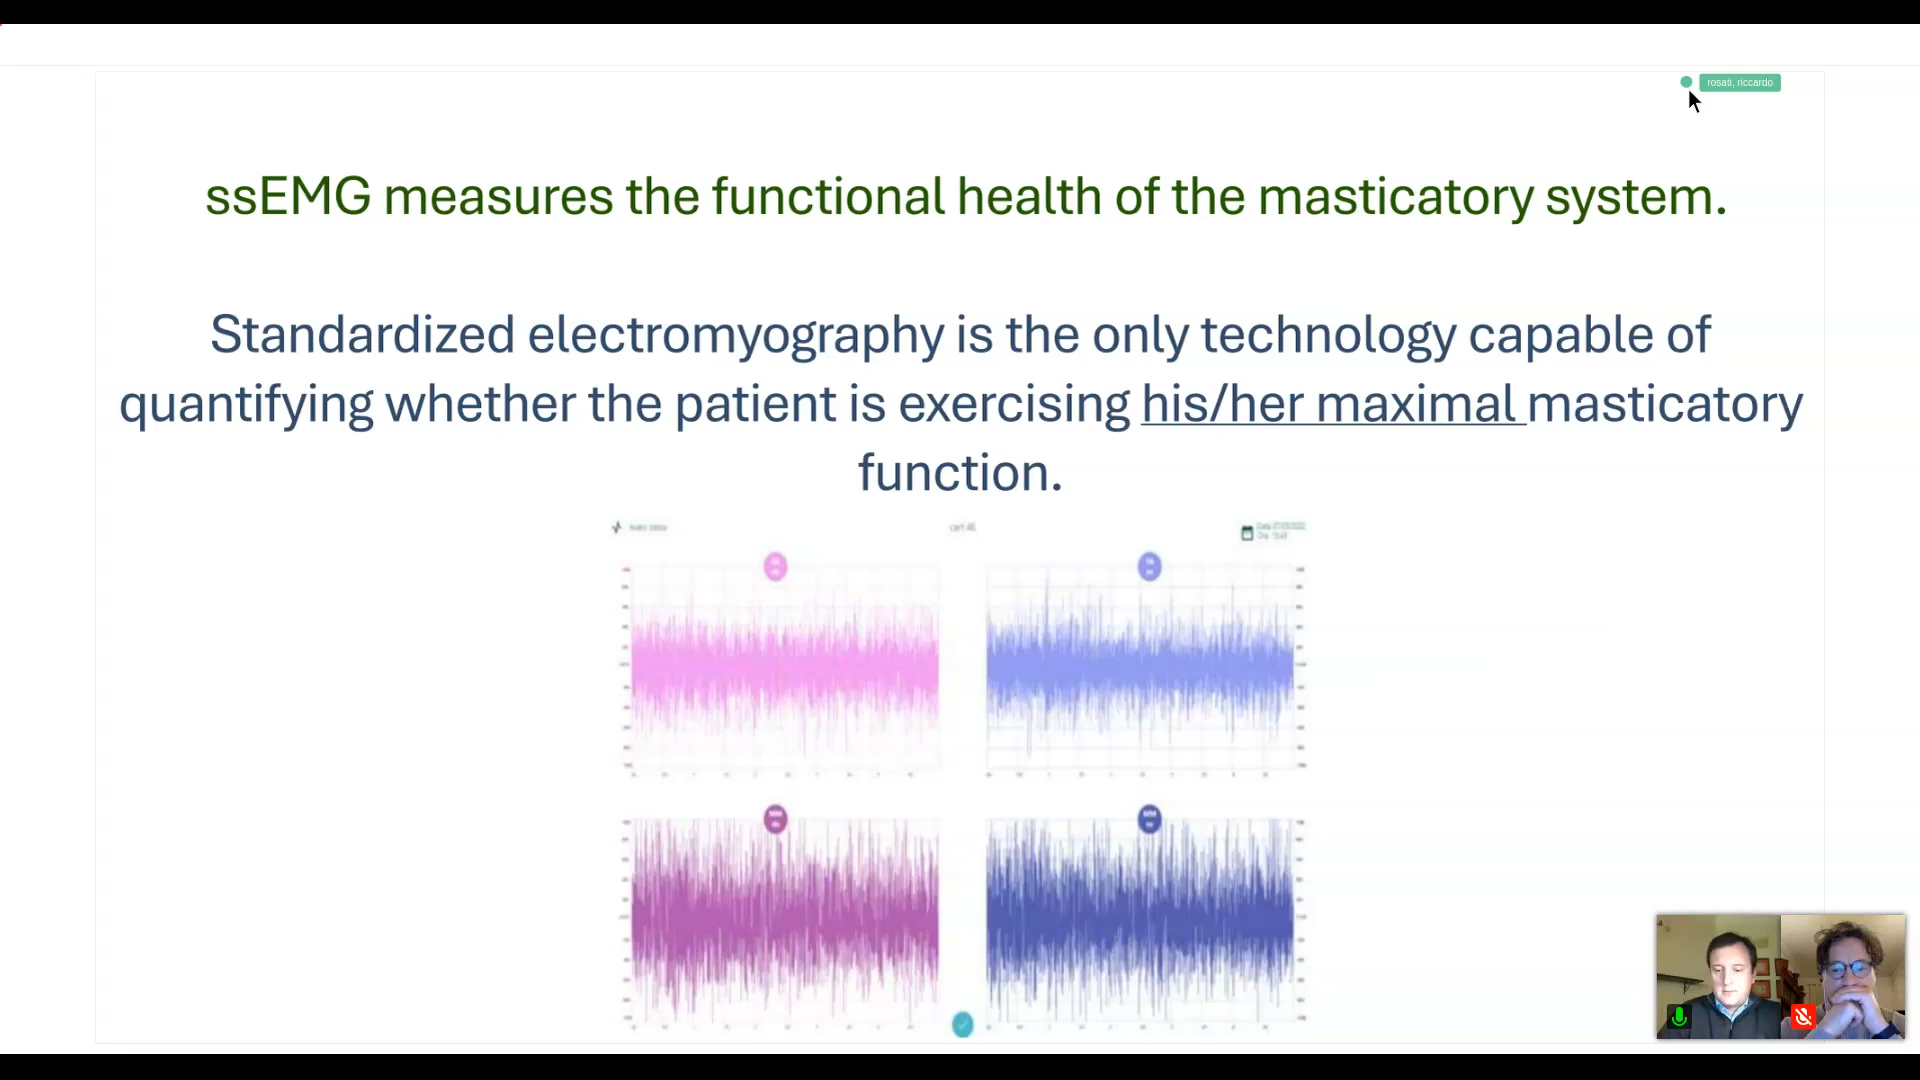 rosati, riccardo
ssEMG measures the functional health of the masticatory system.
Standardized electromyography is the only technology capable of
quantifying whether the patient is exercising his/her maximal masticatory
function.